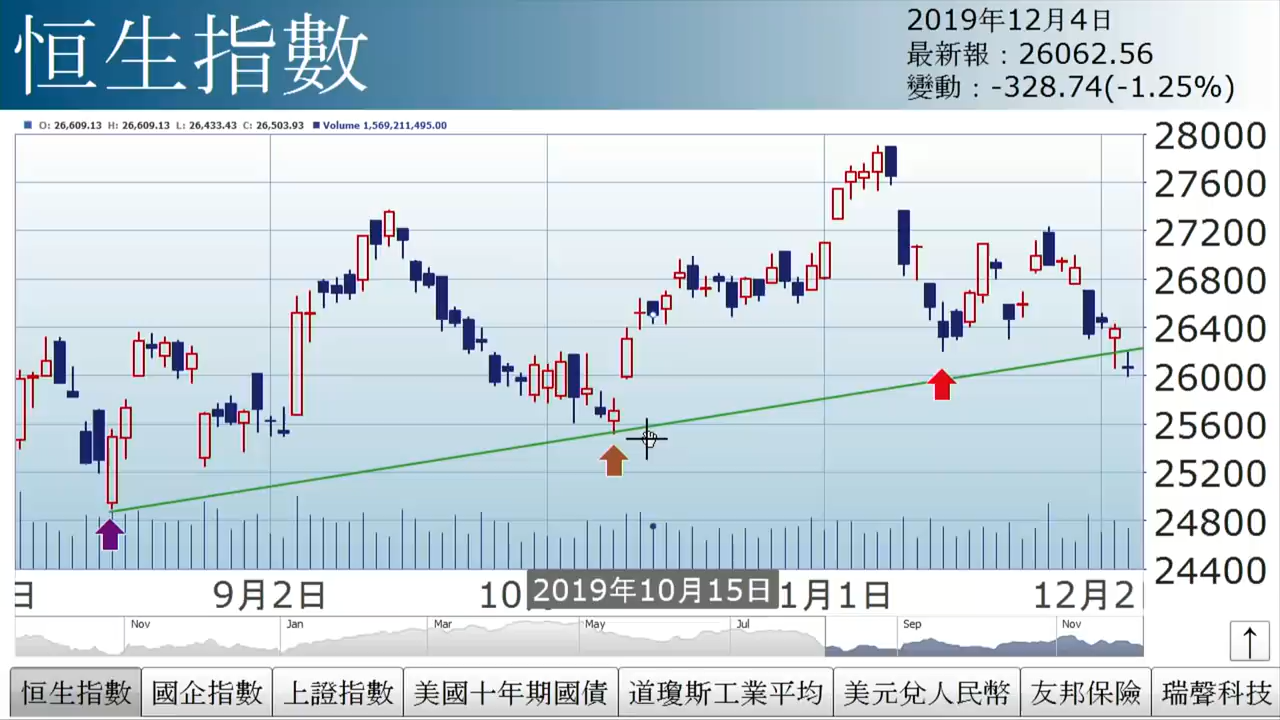 恒生指數
2019年12月4日
最新報：26062.56
變動：-328.74(-1.25%)
O: 26,609.13 H: 26,609.13 L: 26,433.43 C: 26,503.93 Volume 1,569,211,495.00
28000
27600
27200
26800
26400
26000
25600
25200
24800
24400
日 9月2日 10 2019年10月15日 1月1日 12月2
Nov Jan Mar May Jul Sep Nov
↑
恒生指數 國企指數 上證指數 美國十年期國債 道瓊斯工業平均 美元兌人民幣 友邦保險 瑞聲科技